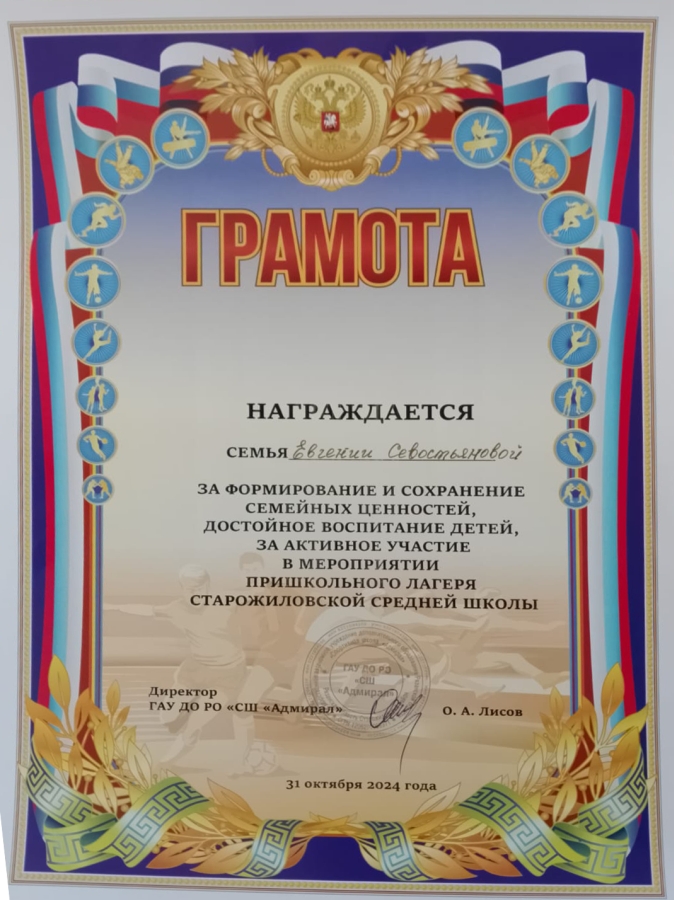 ГРАМОТА
НАГРАЖДАЕТСЯ
СЕМЬЯ Евгении Севостьяновой
ЗА ФОРМИРОВАНИЕ И СОХРАНЕНИЕ
СЕМЕЙНЫХ ЦЕННОСТЕЙ,
ДОСТОЙНОЕ ВОСПИТАНИЕ ДЕТЕЙ,
ЗА АКТИВНОЕ УЧАСТИЕ
В МЕРОПРИЯТИИ
ПРИШКОЛЬНОГО ЛАГЕРЯ
СТАРОЖИЛОВСКОЙ СРЕДНЕЙ ШКОЛЫ
ГАУ ДО РО
«СШ
«Адмирал»
Директор
ГАУ ДО РО «СШ «Адмирал»
О. А. Лисов
31 октября 2024 года